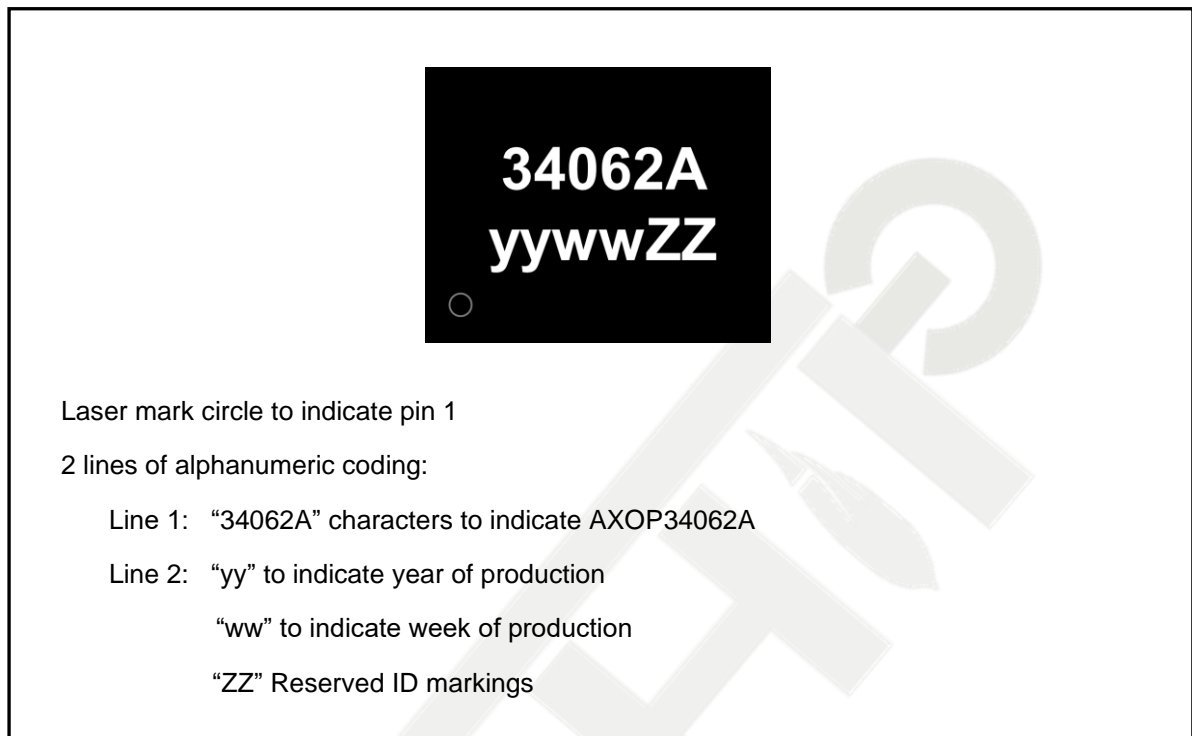 34062A
yywwZZ
Laser mark circle to indicate pin 1
2 lines of alphanumeric coding:
Line 1: “34062A” characters to indicate AXOP34062A
Line 2: “yy” to indicate year of production
“ww” to indicate week of production
“ZZ” Reserved ID markings